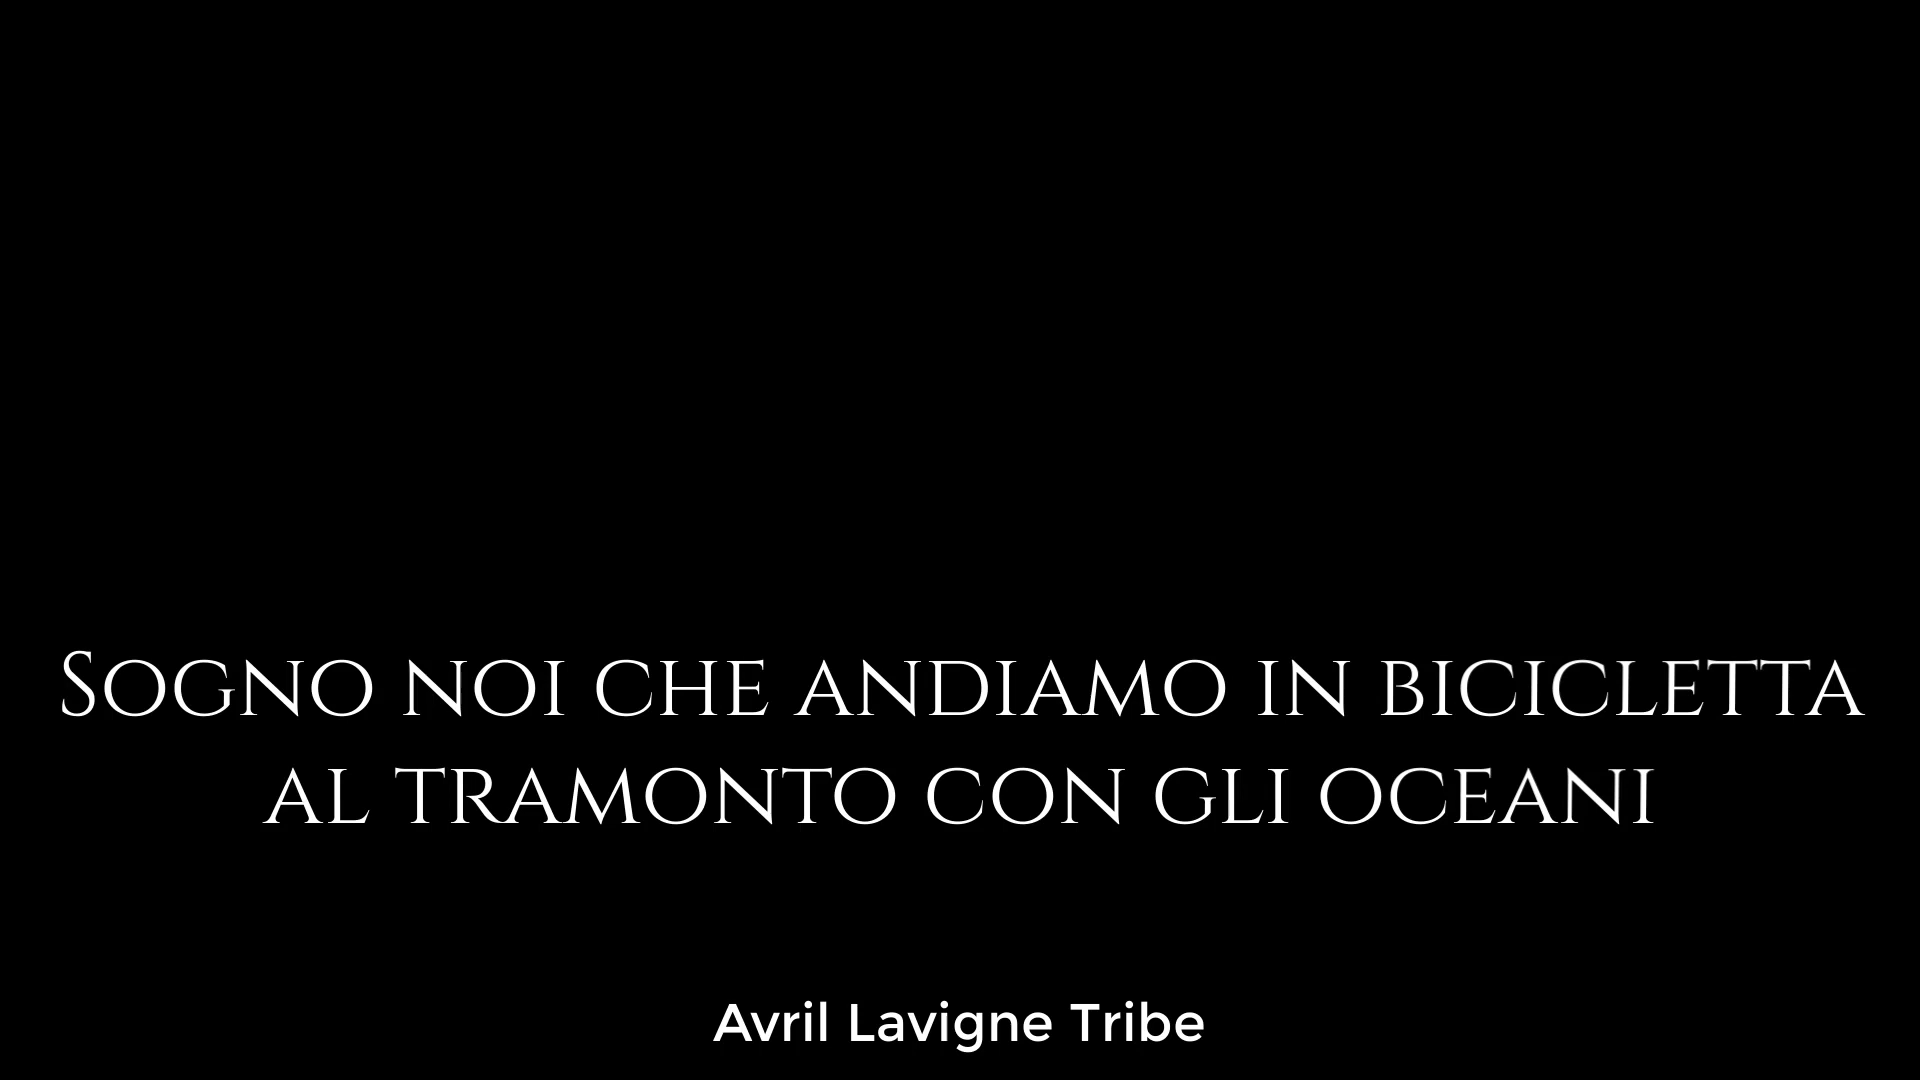 Sogno noi che andiamo in bicicletta
al tramonto con gli oceani
Avril Lavigne Tribe